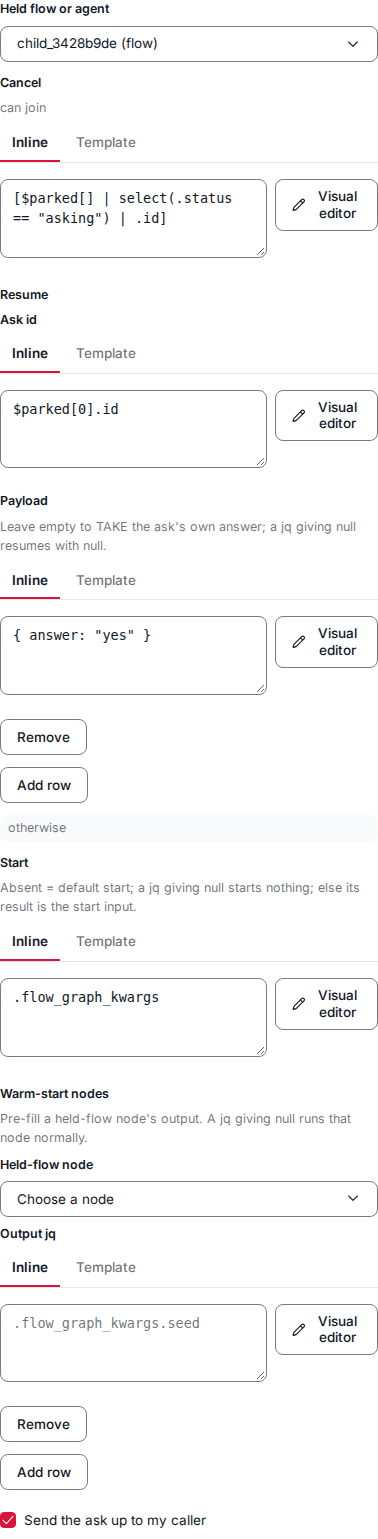 Held flow or agent
child_3428b9de (flow)
Cancel
can join
Inline Template
[$parked[] | select(.status
== "asking") | .id]
Visual
editor
Resume
Ask id
Inline Template
$parked[0].id
Visual
editor
Payload
Leave empty to TAKE the ask's own answer; a jq giving null
resumes with null.
Inline Template
{ answer: "yes" }
Visual
editor
Remove
Add row
otherwise
Start
Absent = default start; a jq giving null starts nothing; else its
result is the start input.
Inline Template
.flow_graph_kwargs
Visual
editor
Warm-start nodes
Pre-fill a held-flow node's output. A jq giving null runs that
node normally.
Held-flow node
Choose a node
Output jq
Inline Template
.flow_graph_kwargs.seed
Visual
editor
Remove
Add row
Send the ask up to my caller